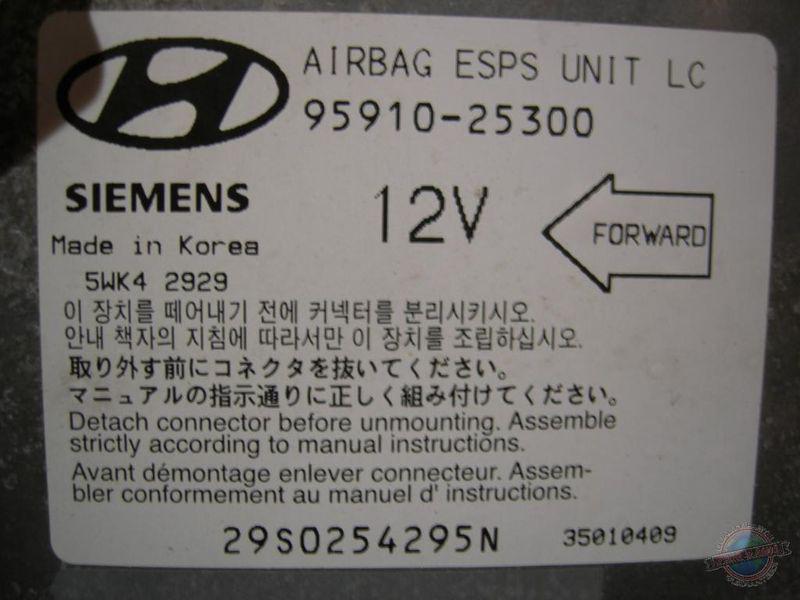 AIRBAG ESPS UNIT LC
95910-25300
SIEMENS
12V
FORWARD
Made in Korea
5WK4 2929
이 장치를 떼어내기 전에 커넥터를 분리시키시오.
안내 책자의 지침에 따라서만 이 장치를 조립하십시오.
取り外す前にコネクタを抜いてください。
マニュアルの指示通りに正しく組み付けてください。
Detach connector before unmounting. Assemble
strictly according to manual instructions.
Avant démontage enlever connecteur. Assem-
bler conformement au manuel d' instructions.
29S0254295N
35010409